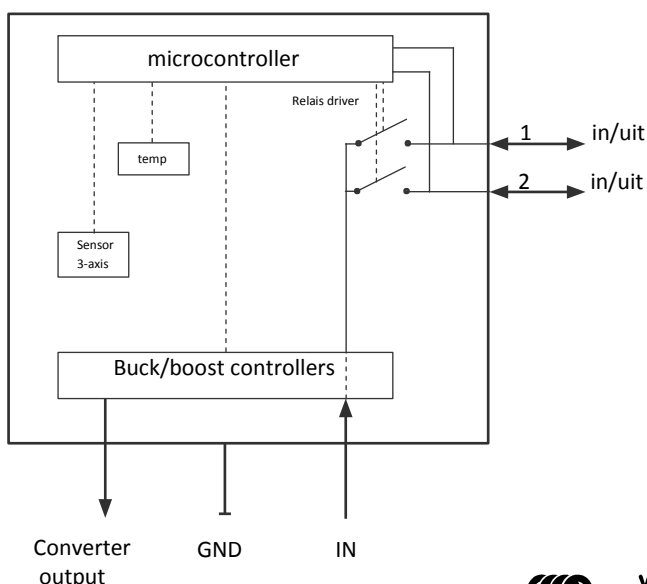 microcontroller
Relais driver
1 in/uit
temp
2 in/uit
Sensor
3-axis
Buck/boost controllers
Converter
output
GND
IN